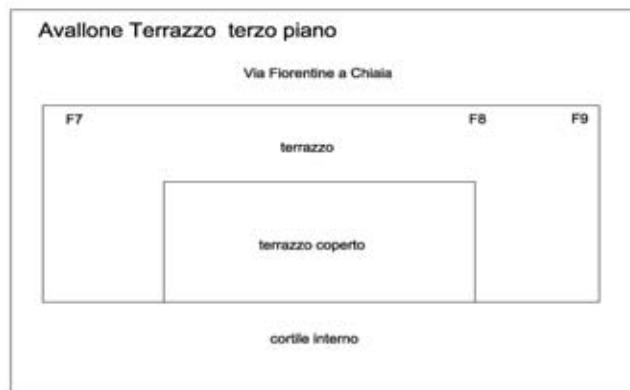 Avallone Terrazzo terzo piano
Via Fiorentine a Chiaia
F7 F8 F9
terrazzo
terrazzo coperto
cortile interno